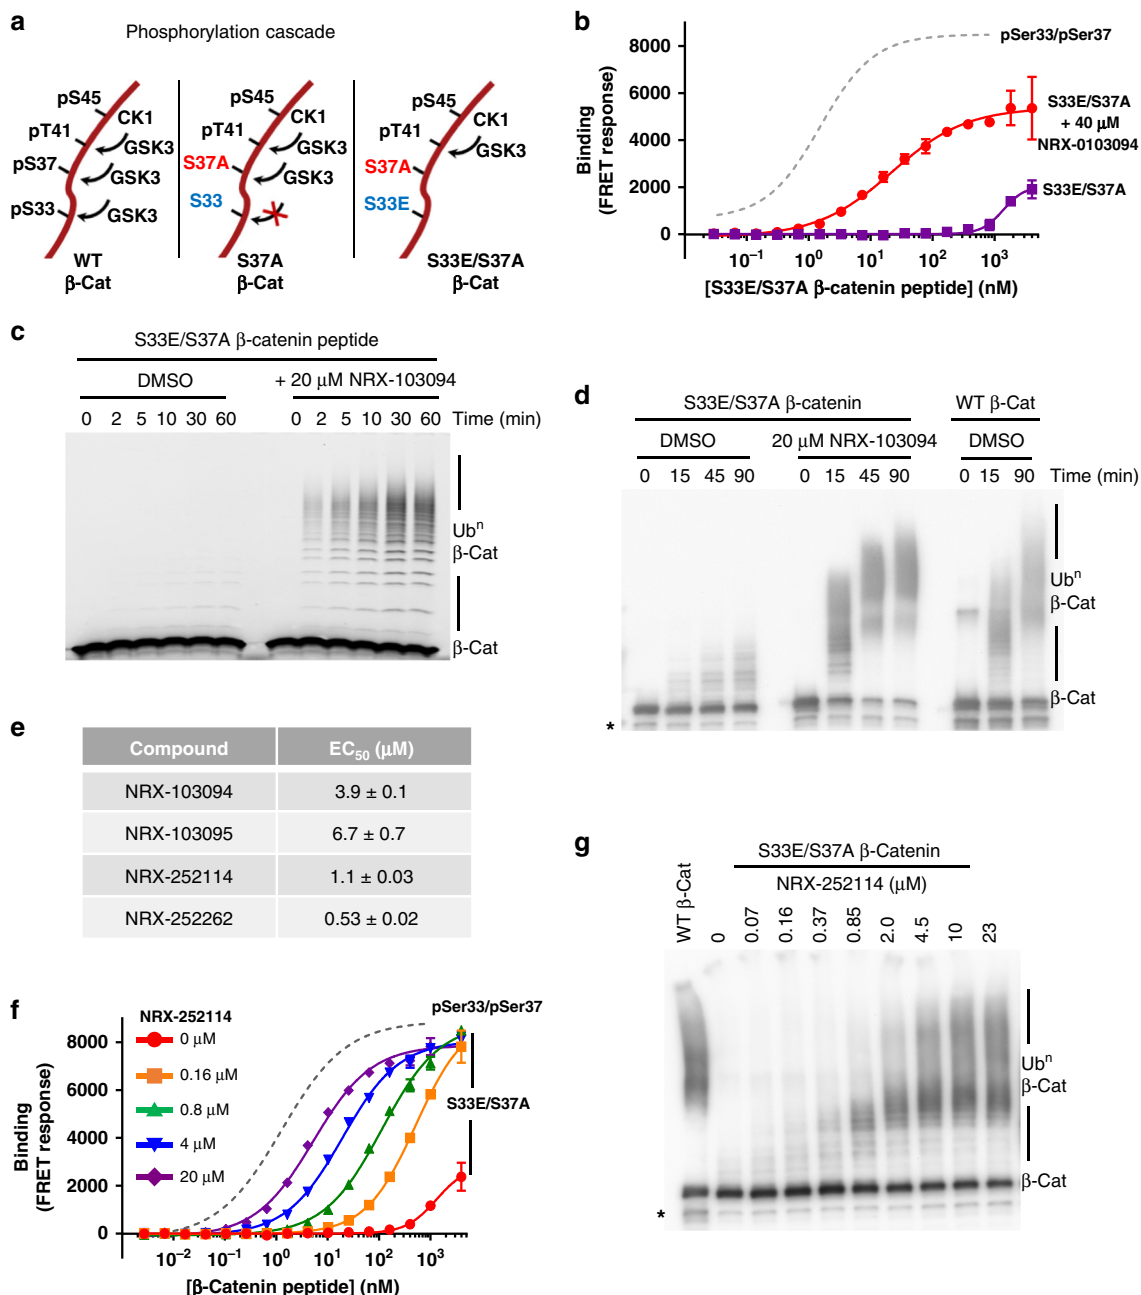 a
Phosphorylation cascade
pS45
CK1
pT41
GSK3
pS37
GSK3
pS33
GSK3
WT
β-Cat
pS45
CK1
pT41
GSK3
S37A
GSK3
S33
S37A
β-Cat
pS45
CK1
pT41
GSK3
S37A
S33E
S33E/S37A
β-Cat
b
Binding
(FRET response)
8000
6000
4000
2000
0
pSer33/pSer37
S33E/S37A
+ 40 μM
NRX-0103094
S33E/S37A
10⁻¹ 10⁰ 10¹ 10² 10³
[S33E/S37A β-catenin peptide] (nM)
c
S33E/S37A β-catenin peptide
DMSO + 20 μM NRX-103094
0 2 5 10 30 60 0 2 5 10 30 60 Time (min)
Ubⁿ
β-Cat
β-Cat
d
S33E/S37A β-catenin WT β-Cat
DMSO 20 μM NRX-103094 DMSO
0 15 45 90 0 15 45 90 0 15 90 Time (min)
Ubⁿ
β-Cat
β-Cat
*
e
Compound EC₅₀ (μM)
NRX-103094 3.9 ± 0.1
NRX-103095 6.7 ± 0.7
NRX-252114 1.1 ± 0.03
NRX-252262 0.53 ± 0.02
f
Binding
(FRET response)
8000
6000
4000
2000
0
NRX-252114
0 μM
0.16 μM
0.8 μM
4 μM
20 μM
pSer33/pSer37
S33E/S37A
10⁻² 10⁻¹ 10⁰ 10¹ 10² 10³
[β-Catenin peptide] (nM)
g
S33E/S37A β-Catenin
NRX-252114 (μM)
WT β-Cat 0 0.07 0.16 0.37 0.85 2.0 4.5 10 23
Ubⁿ
β-Cat
β-Cat
*